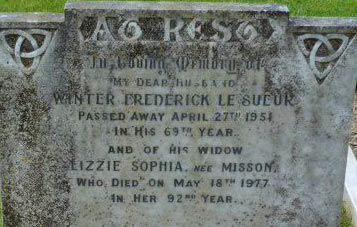 AT REST
In Loving Memory of
MY DEAR HUSBAND
WINTER FREDERICK LE SUEUR
PASSED AWAY APRIL 27TH 1951
IN HIS 69TH YEAR.
AND OF HIS WIDOW
LIZZIE SOPHIA, NÉE MISSON,
WHO DIED ON MAY 18TH 1977
IN HER 92ND YEAR.